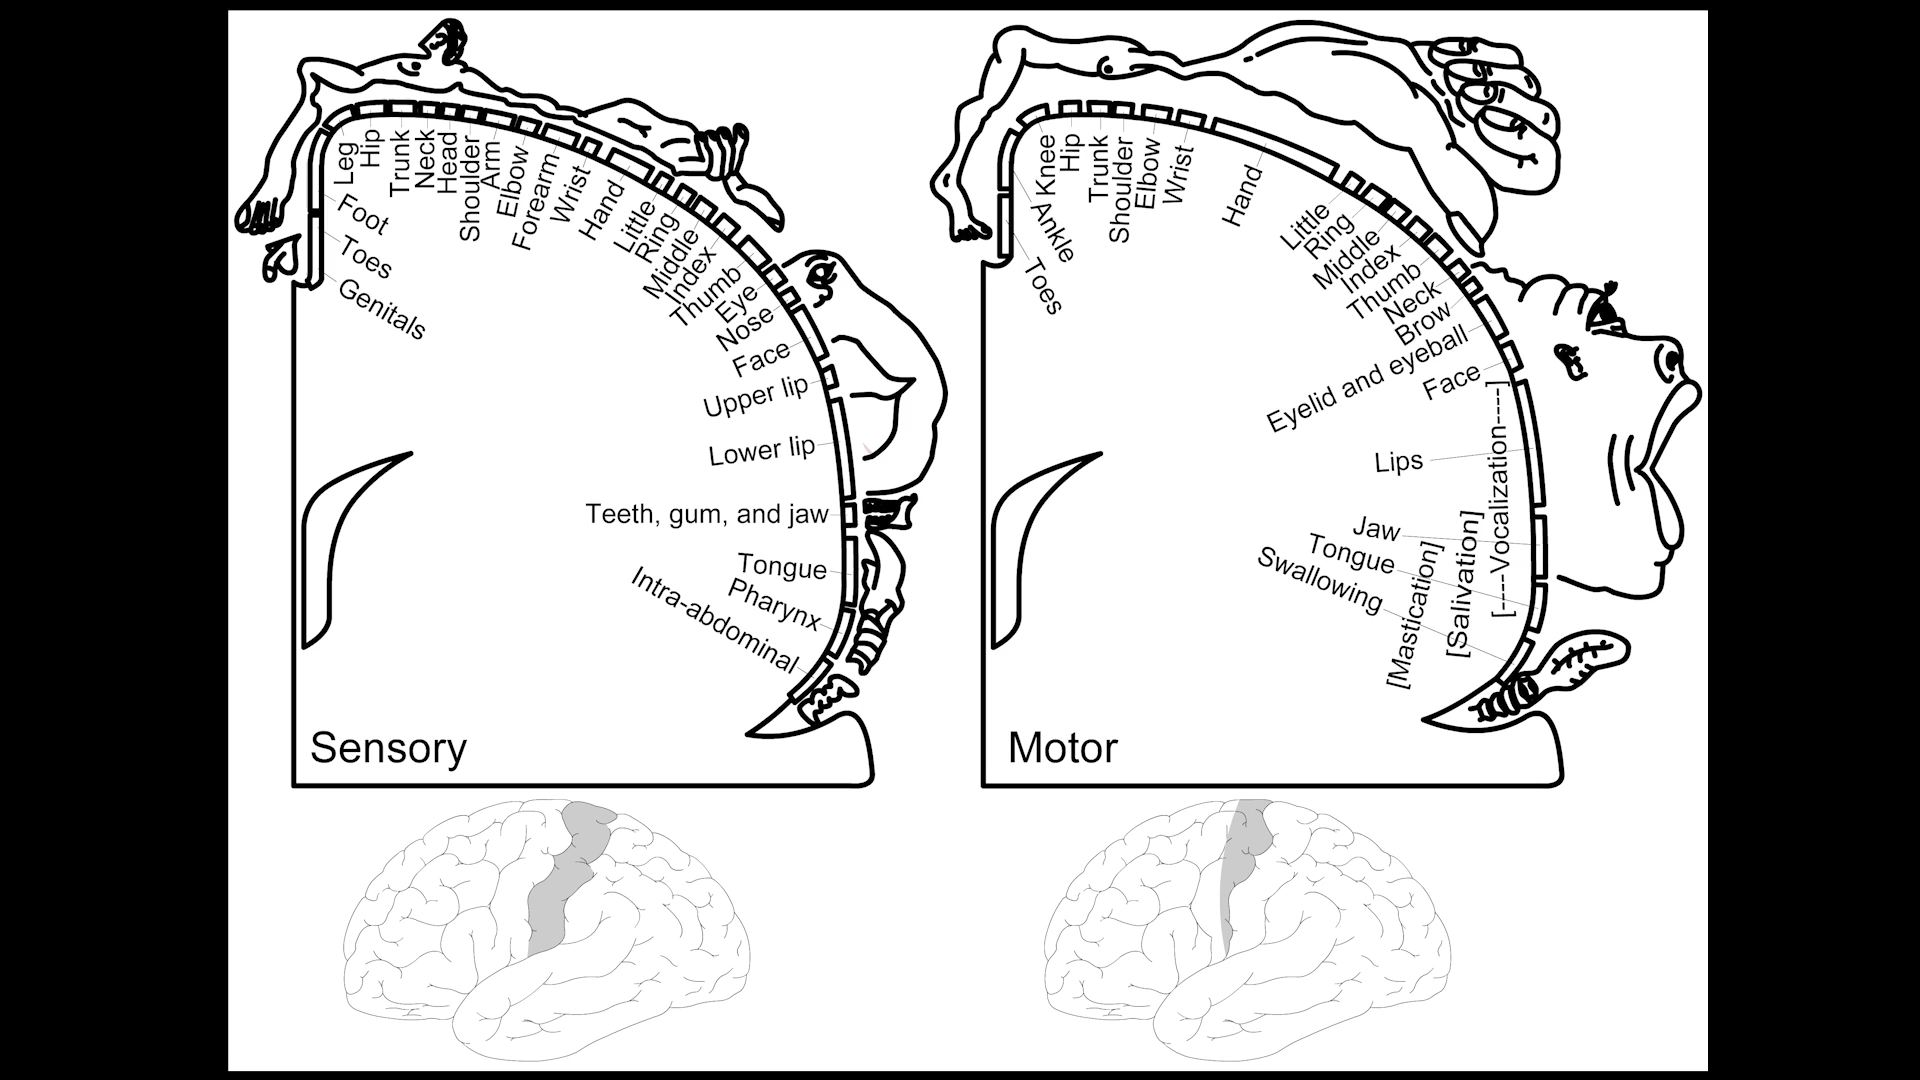 Leg
Hip
Trunk
Neck
Head
Shoulder
Arm
Elbow
Forearm
Wrist
Hand
Little
Ring
Middle
Index
Thumb
Eye
Nose
Face
Upper lip
Lower lip
Teeth, gum, and jaw
Tongue
Pharynx
Intra-abdominal
Foot
Toes
Genitals
Sensory
Knee
Hip
Trunk
Shoulder
Elbow
Wrist
Hand
Little
Ring
Middle
Index
Thumb
Neck
Brow
Eyelid and eyeball
Face
Lips
Jaw
Tongue
Swallowing
[Mastication]
[Salivation]
[----Vocalization-----]
Ankle
Toes
Motor